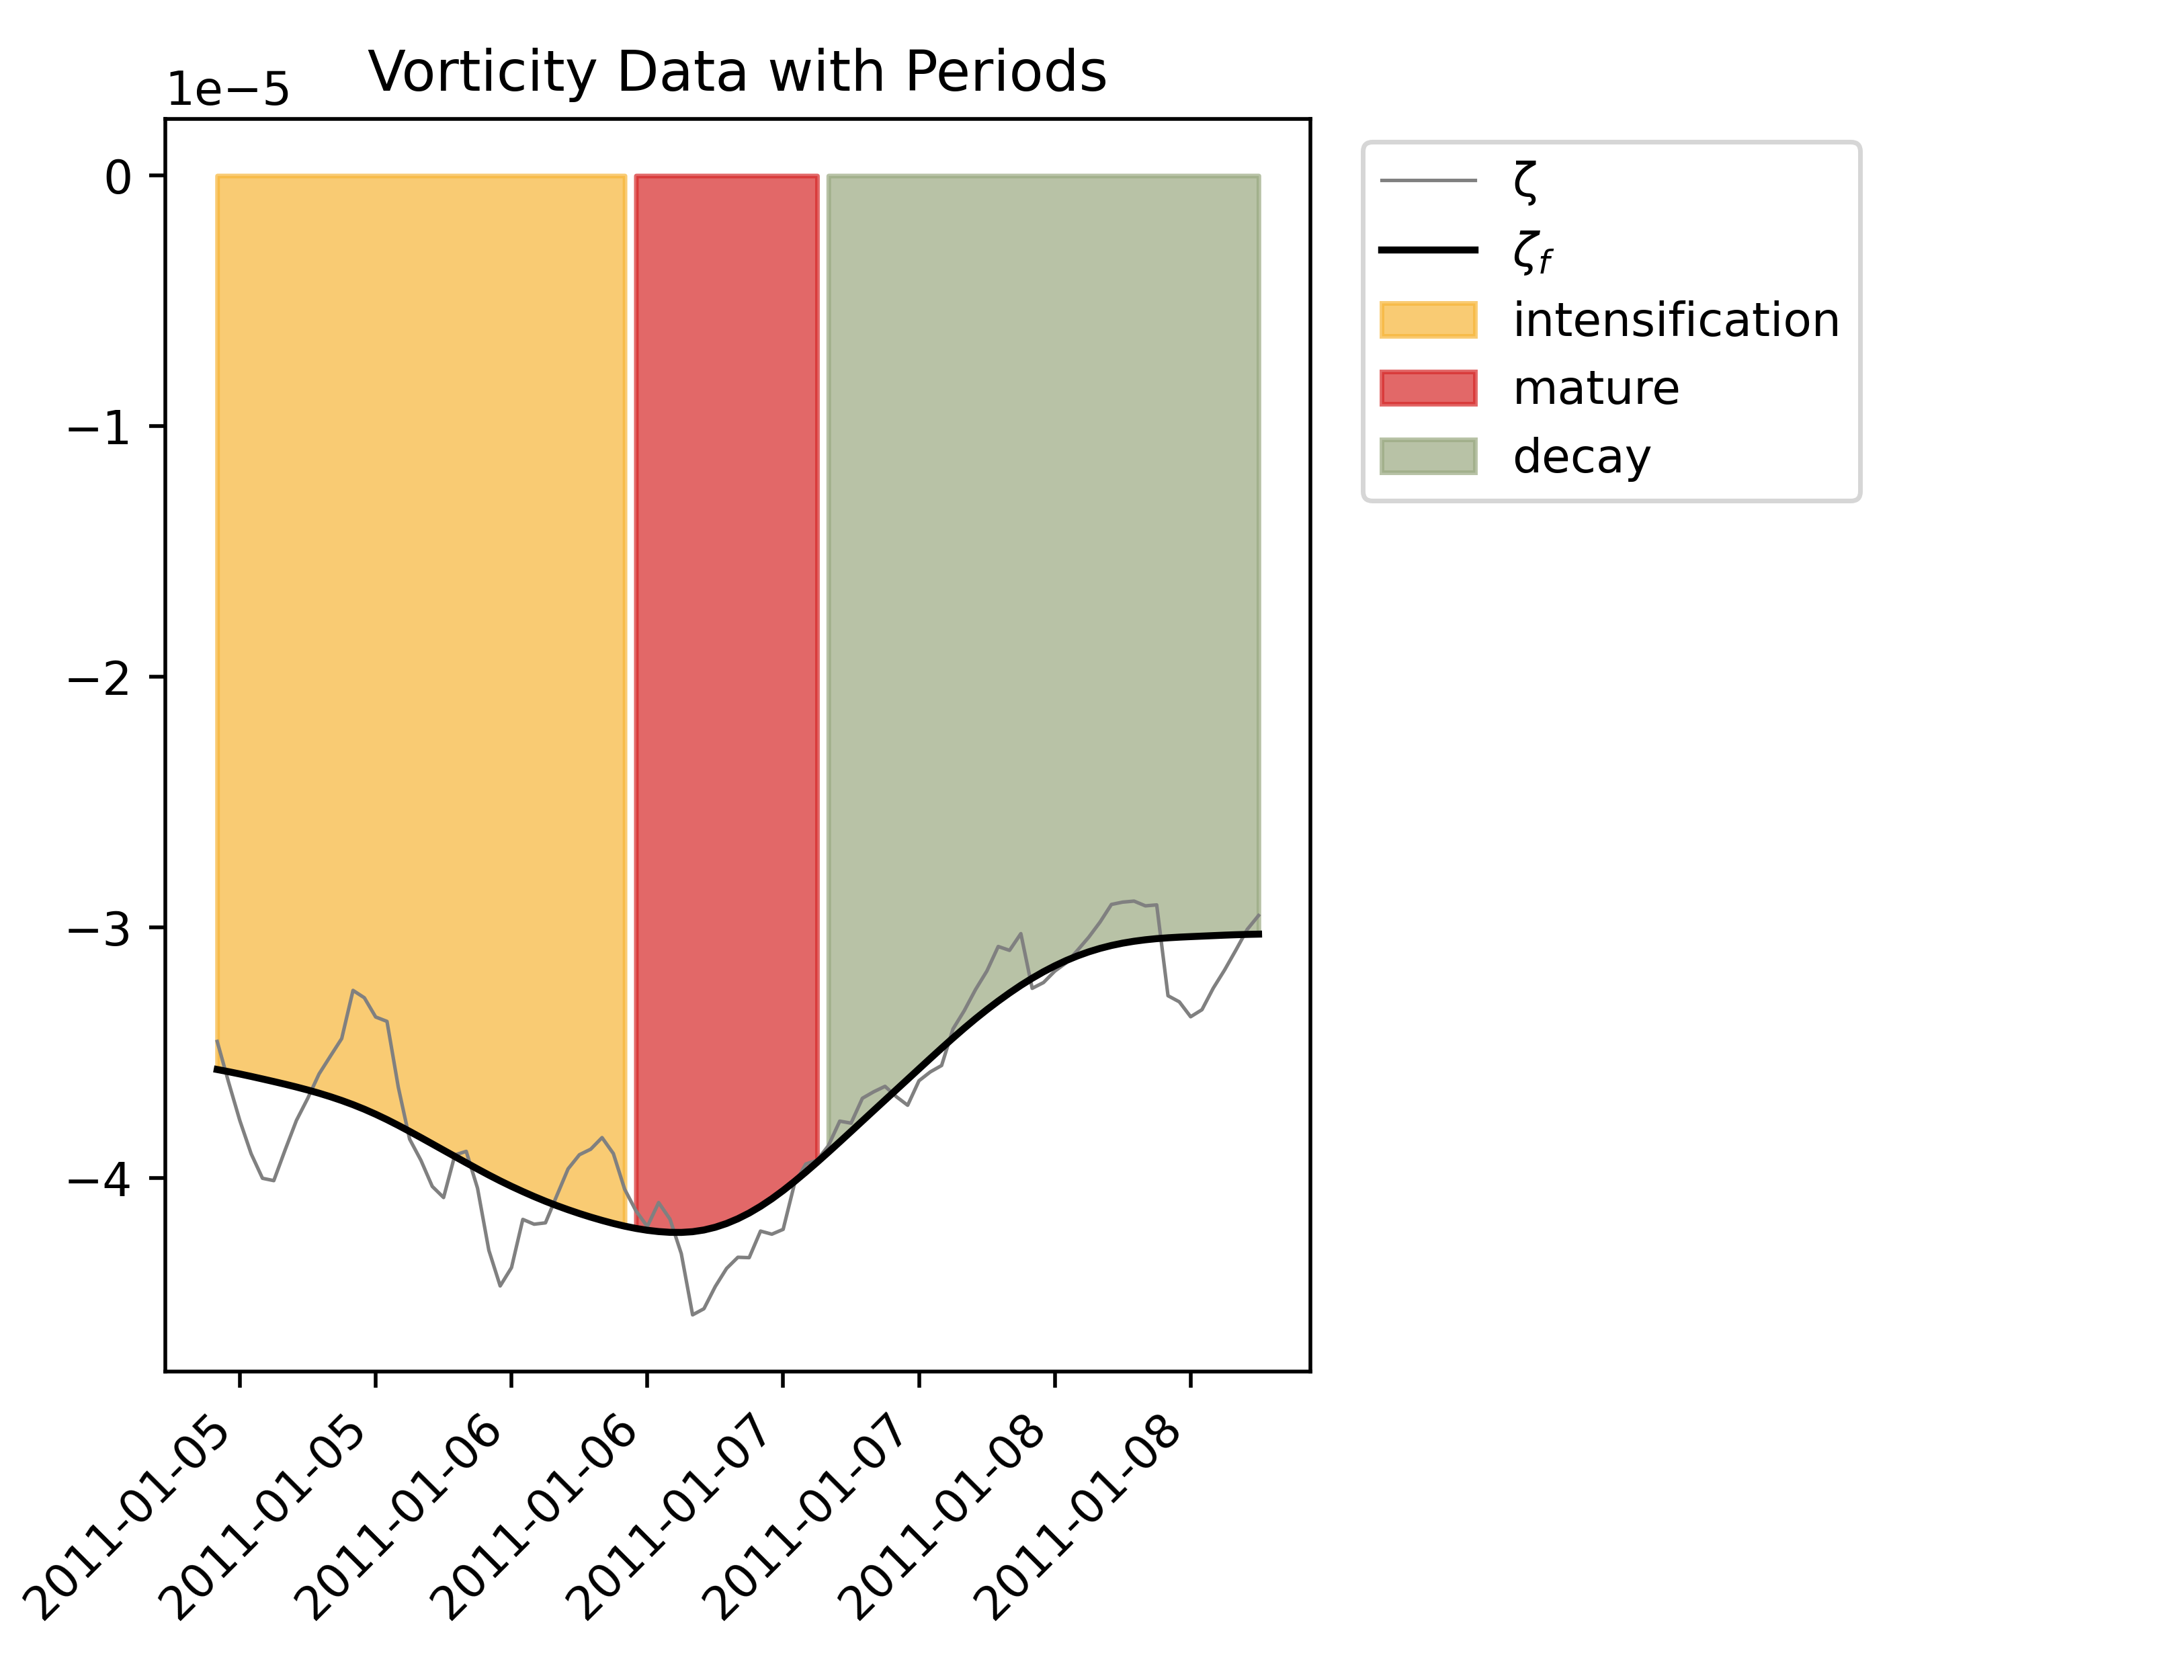 Vorticity Data with Periods
1e−5
0
−1
−2
−3
−4
2011-01-05
2011-01-05
2011-01-06
2011-01-06
2011-01-07
2011-01-07
2011-01-08
2011-01-08
ζ
ζf
intensification
mature
decay